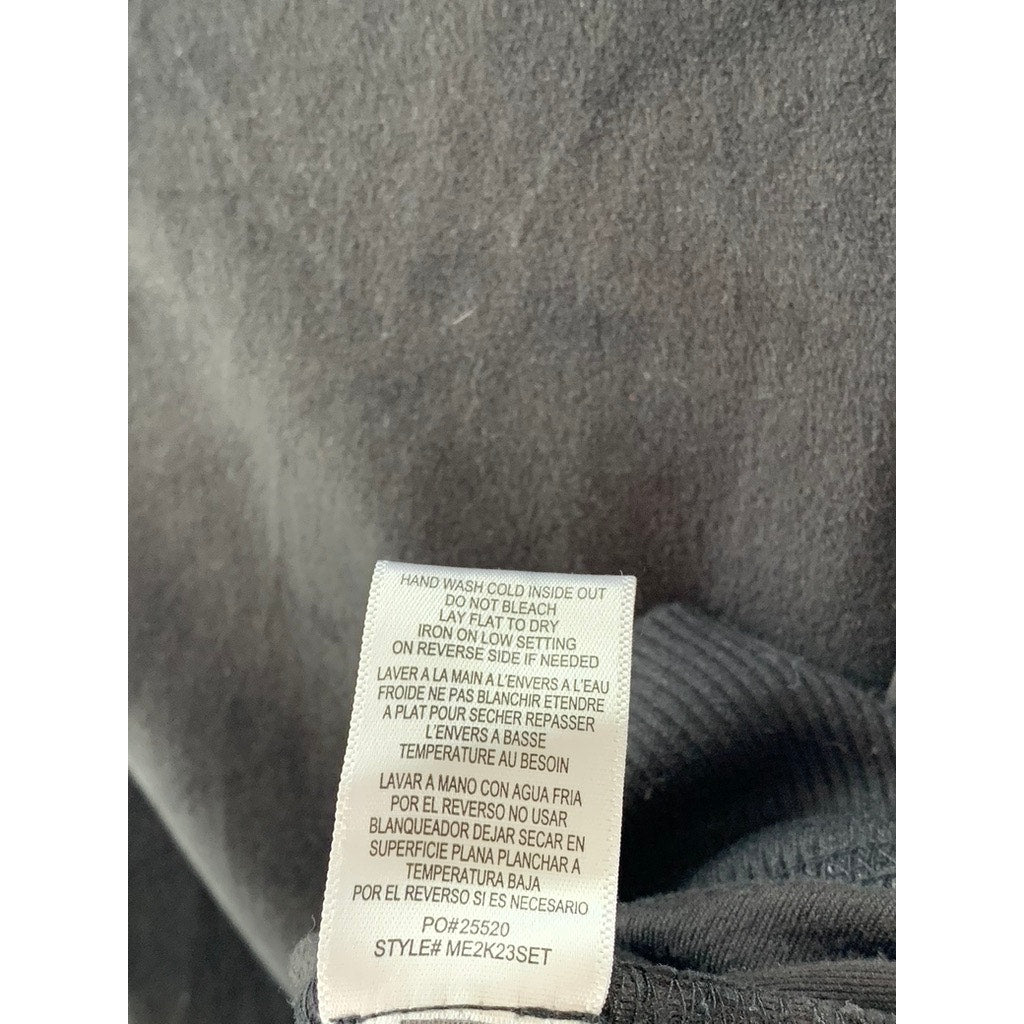 HAND WASH COLD INSIDE OUT
DO NOT BLEACH
LAY FLAT TO DRY
IRON ON LOW SETTING
ON REVERSE SIDE IF NEEDED
LAVER A LA MAIN A L'ENVERS A L'EAU
FROIDE NE PAS BLANCHIR ETENDRE
A PLAT POUR SECHER REPASSER
L'ENVERS A BASSE
TEMPERATURE AU BESOIN
LAVAR A MANO CON AGUA FRIA
POR EL REVERSO NO USAR
BLANQUEADOR DEJAR SECAR EN
SUPERFICIE PLANA PLANCHAR A
TEMPERATURA BAJA
POR EL REVERSO SI ES NECESARIO
PO#25520
STYLE# ME2K23SET